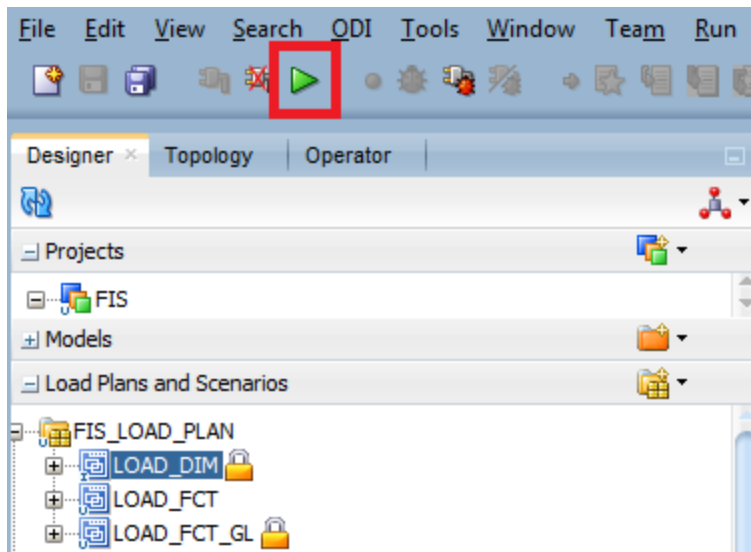 File Edit View Search ODI Tools Window Team Run
Designer Topology Operator
Projects
FIS
Models
Load Plans and Scenarios
FIS_LOAD_PLAN
LOAD_DIM
LOAD_FCT
LOAD_FCT_GL